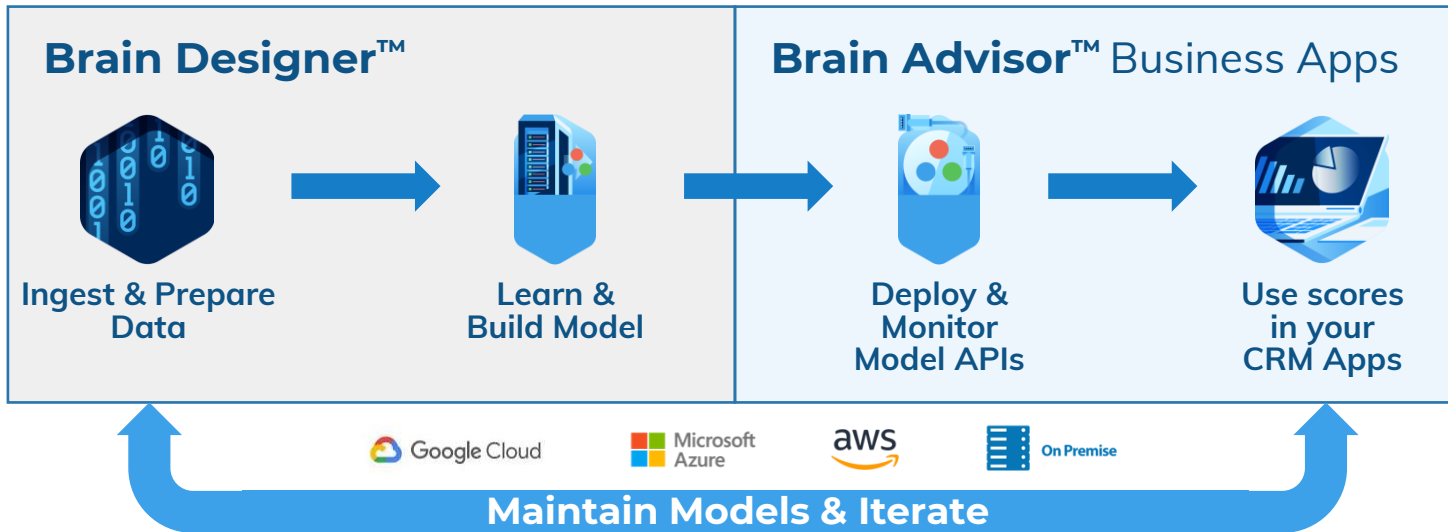 Brain Designer™
Brain Advisor™ Business Apps
Ingest & Prepare
Data
Learn &
Build Model
Deploy &
Monitor
Model APIs
Use scores
in your
CRM Apps
Google Cloud
Microsoft
Azure
aws
On Premise
Maintain Models & Iterate